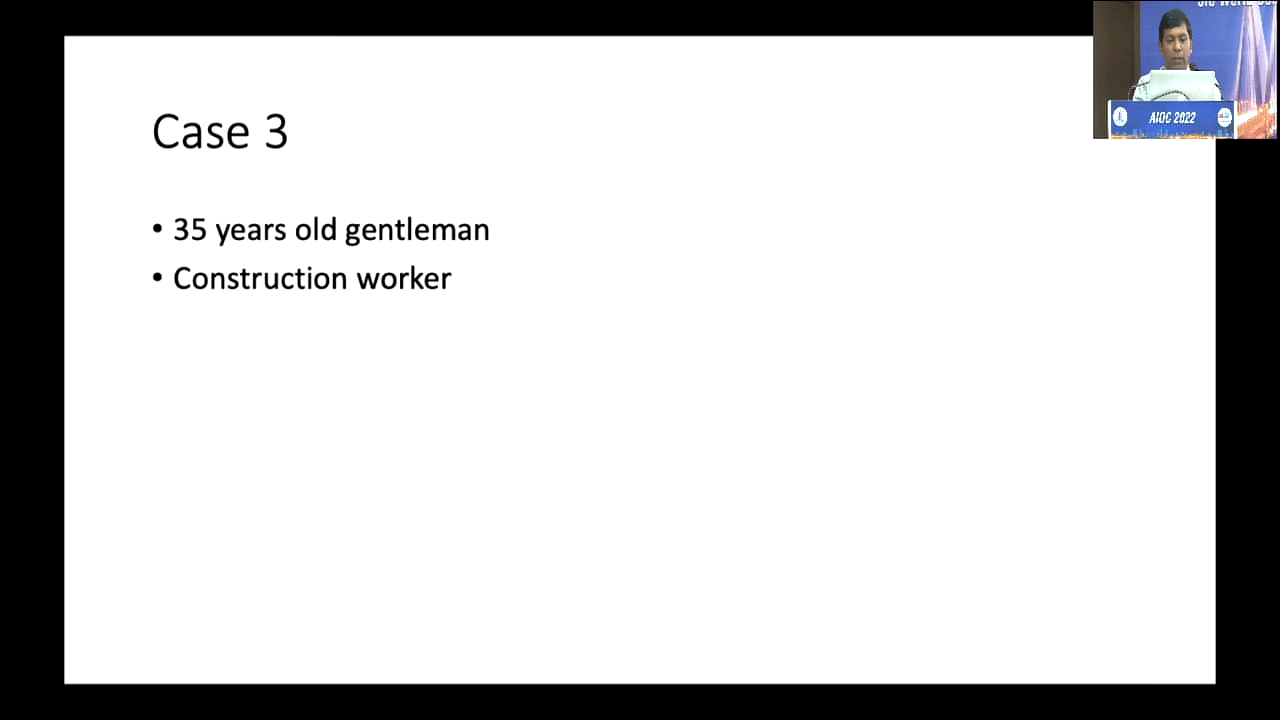 Case 3
• 35 years old gentleman
• Construction worker
AIOC 2022